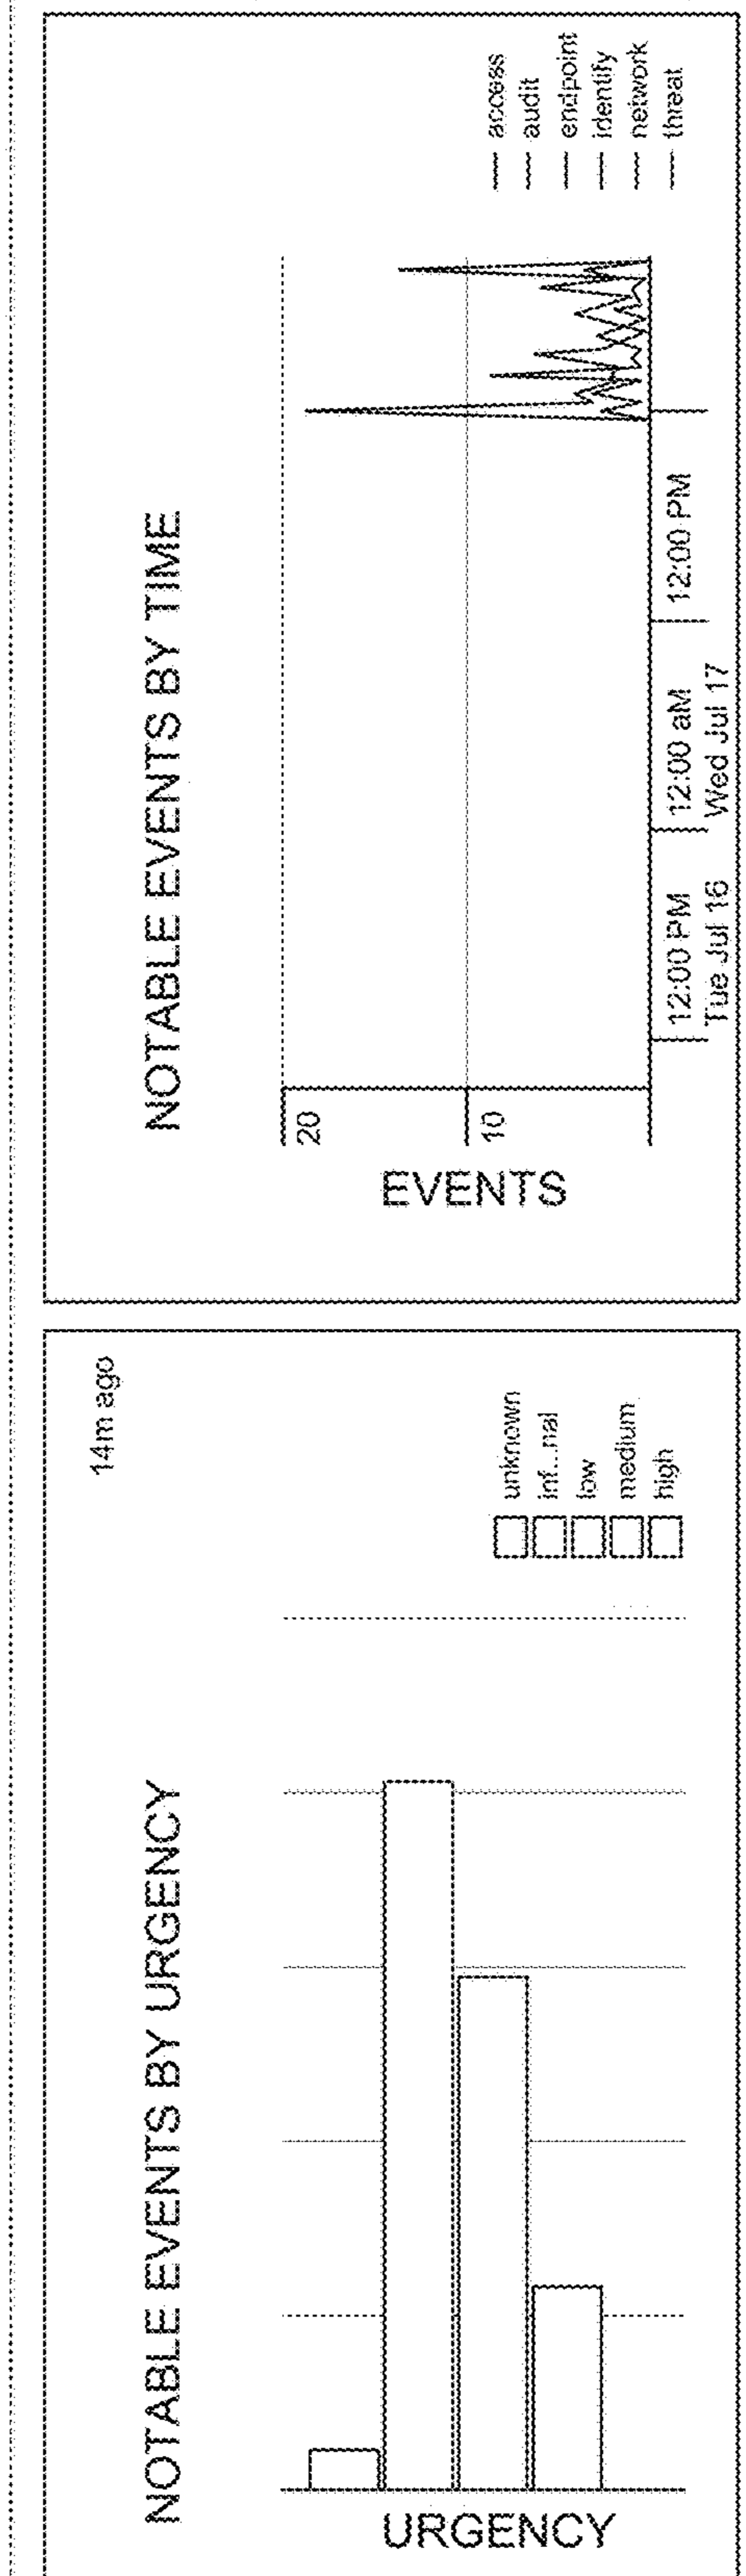 NOTABLE EVENTS BY URGENCY
14m ago
URGENCY
unknown
inf...nal
low
medium
high
NOTABLE EVENTS BY TIME
EVENTS
20
10
12:00 PM
Tue Jul 16
12:00 aM
Wed Jul 17
12:00 PM
access
audit
endpoint
identify
network
threat